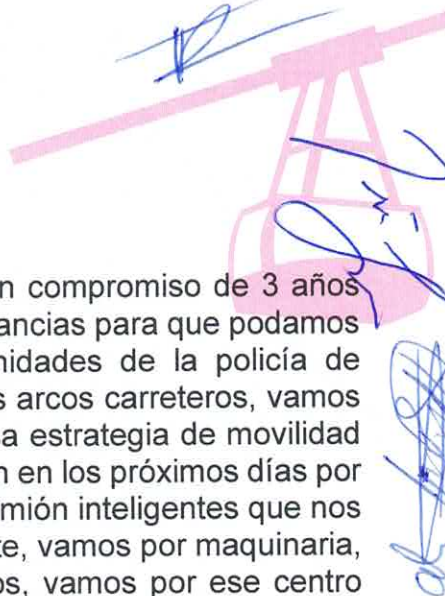 n compromiso de 3 años
ancias para que podamos
nidades de la policía de
s arcos carreteros, vamos
sa estrategia de movilidad
n en los próximos días por
mión inteligentes que nos
te, vamos por maquinaria,
os, vamos por ese centro